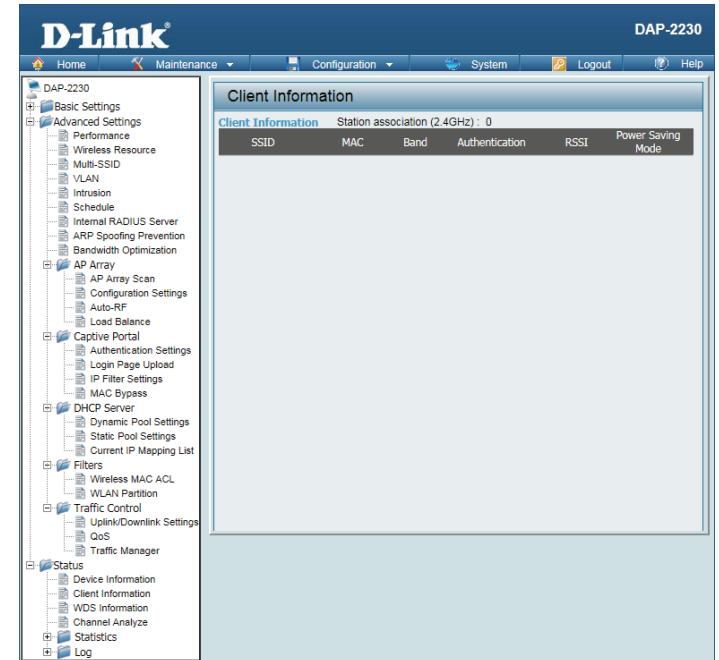 D-Link®
DAP-2230
Home
Maintenance
Configuration
System
Logout
Help
DAP-2230
Basic Settings
Advanced Settings
Performance
Wireless Resource
Multi-SSID
VLAN
Intrusion
Schedule
Internal RADIUS Server
ARP Spoofing Prevention
Bandwidth Optimization
AP Array
AP Array Scan
Configuration Settings
Auto-RF
Load Balance
Captive Portal
Authentication Settings
Login Page Upload
IP Filter Settings
MAC Bypass
DHCP Server
Dynamic Pool Settings
Static Pool Settings
Current IP Mapping List
Filters
Wireless MAC ACL
WLAN Partition
Traffic Control
Uplink/Downlink Settings
QoS
Traffic Manager
Status
Device Information
Client Information
WDS Information
Channel Analyze
Statistics
Log
Client Information
Client Information Station association (2.4GHz) : 0
SSID MAC Band Authentication RSSI Power Saving Mode